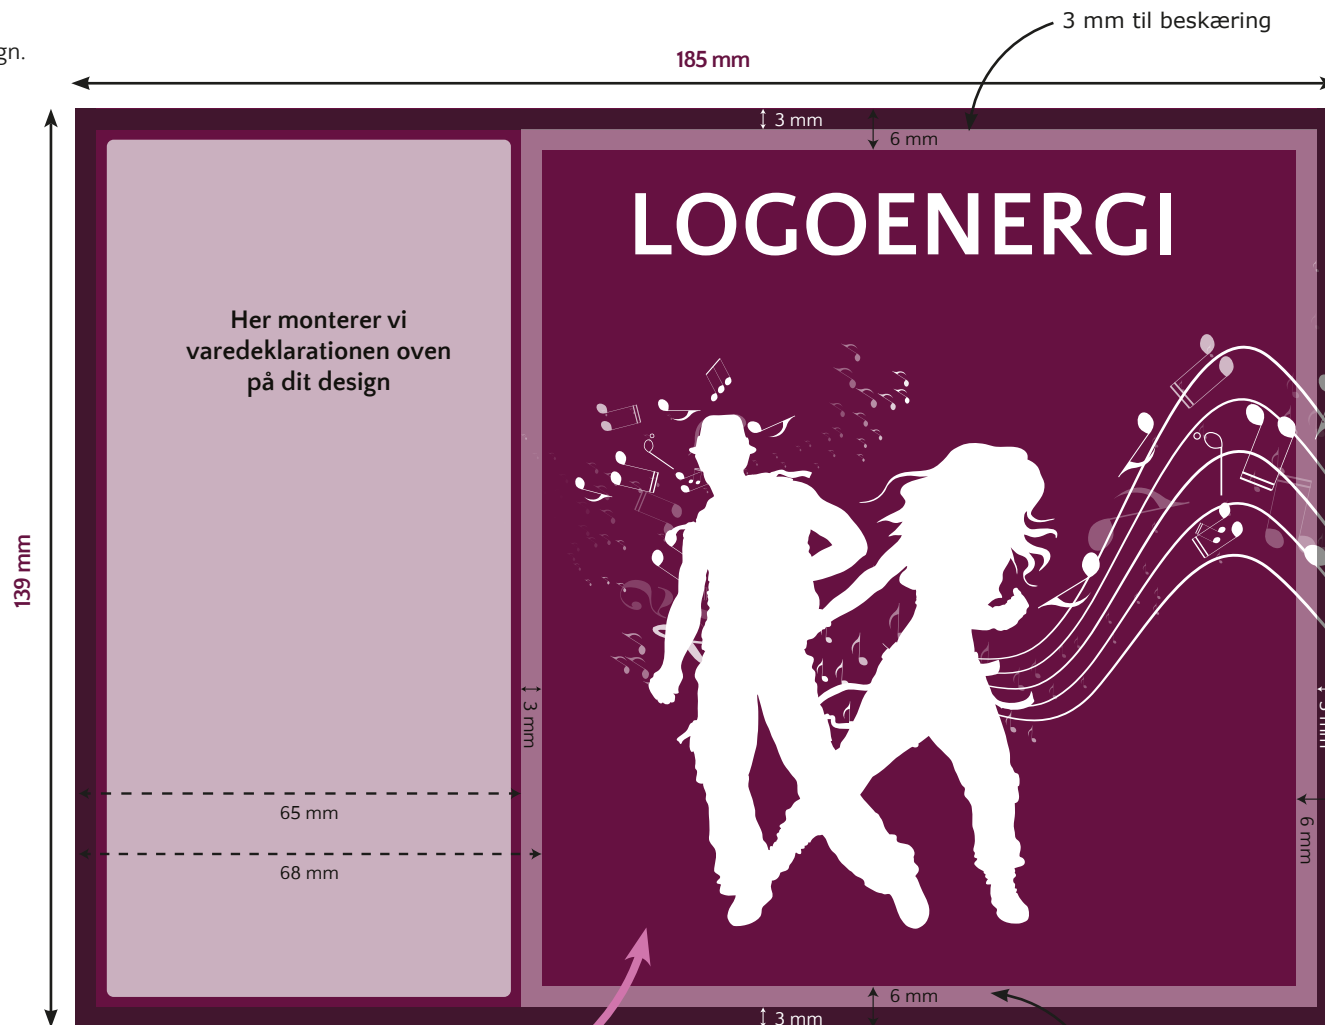 3 mm til beskæring
gn.
185 mm
3 mm
6 mm
LOGOENERGI
Her monterer vi
varedeklarationen oven
på dit design
139 mm
3 mm
65 mm
6 mm
68 mm
6 mm
3 mm